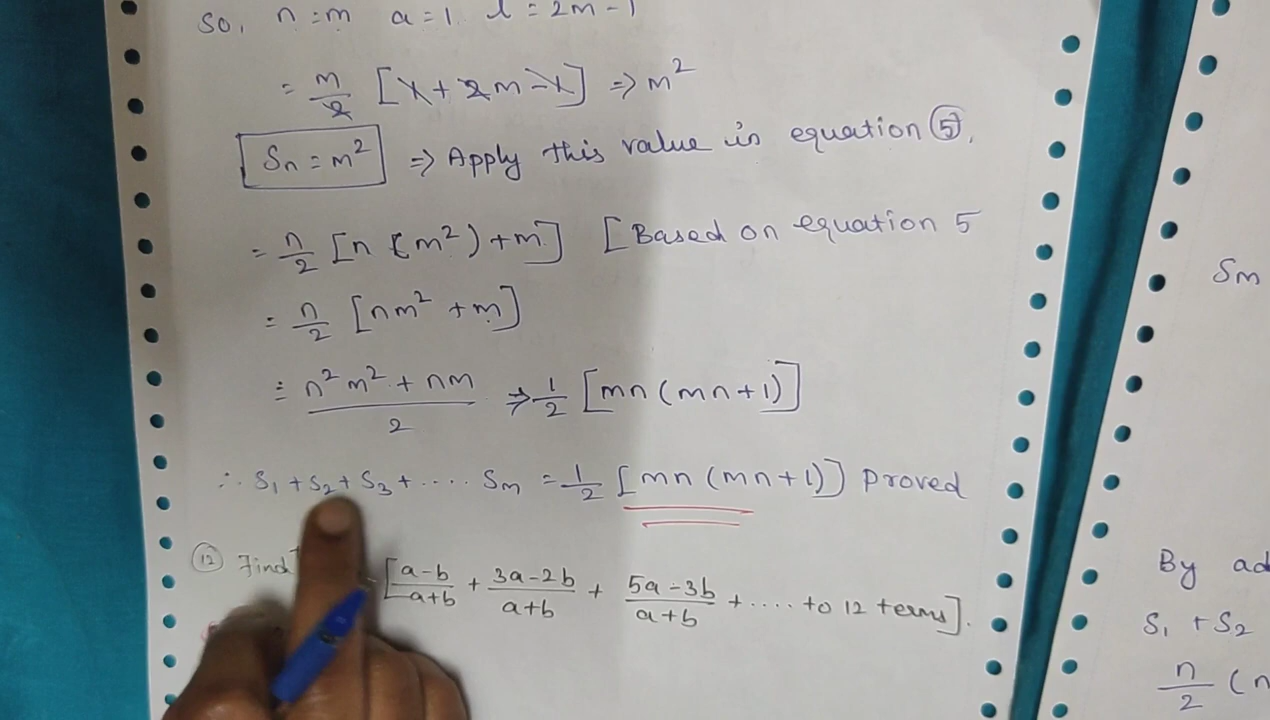 So, n = m a = 1 l = 2m - 1
= m/2 [1 + 2m - 1] ⇒ m²
Sn = m² ⇒ Apply this value in equation ⑤.
= n/2 [n (m²) + m] [Based on equation 5
= n/2 [nm² + m]
= n²m² + nm / 2 ⇒ 1/2 [mn (mn + 1)]
∴ S₁ + S₂ + S₃ + .... Sm = 1/2 [mn (mn + 1)] Proved
⑫ Find [a-b/a+b + 3a-2b/a+b + 5a-3b/a+b + .... to 12 terms].
Sm
By ad
S₁ + S₂
n/2 (n